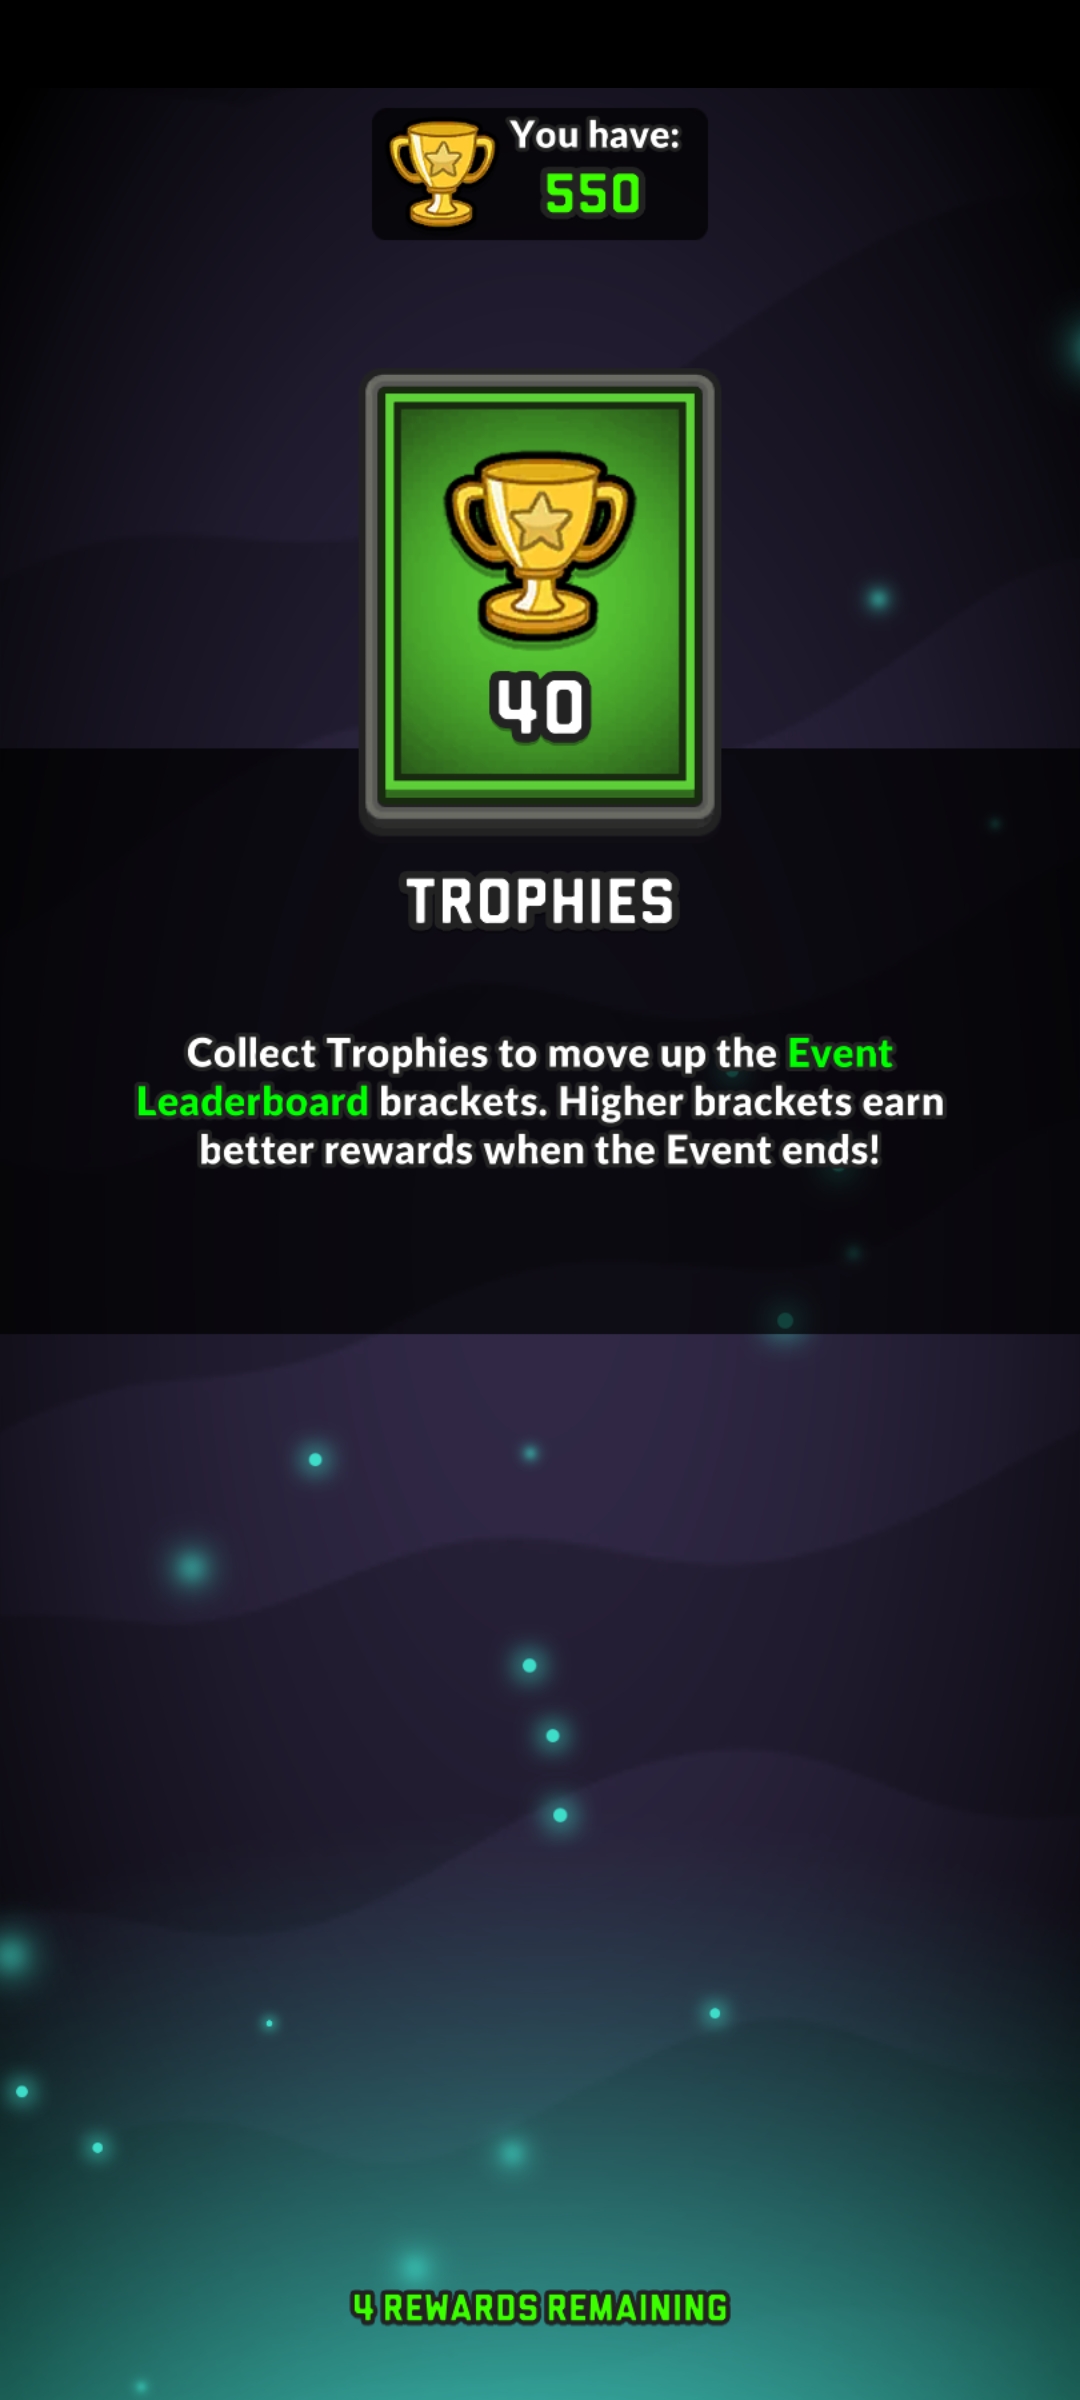 You have:
550
40
TROPHIES
Collect Trophies to move up the Event
Leaderboard brackets. Higher brackets earn
better rewards when the Event ends!
4 REWARDS REMAINING